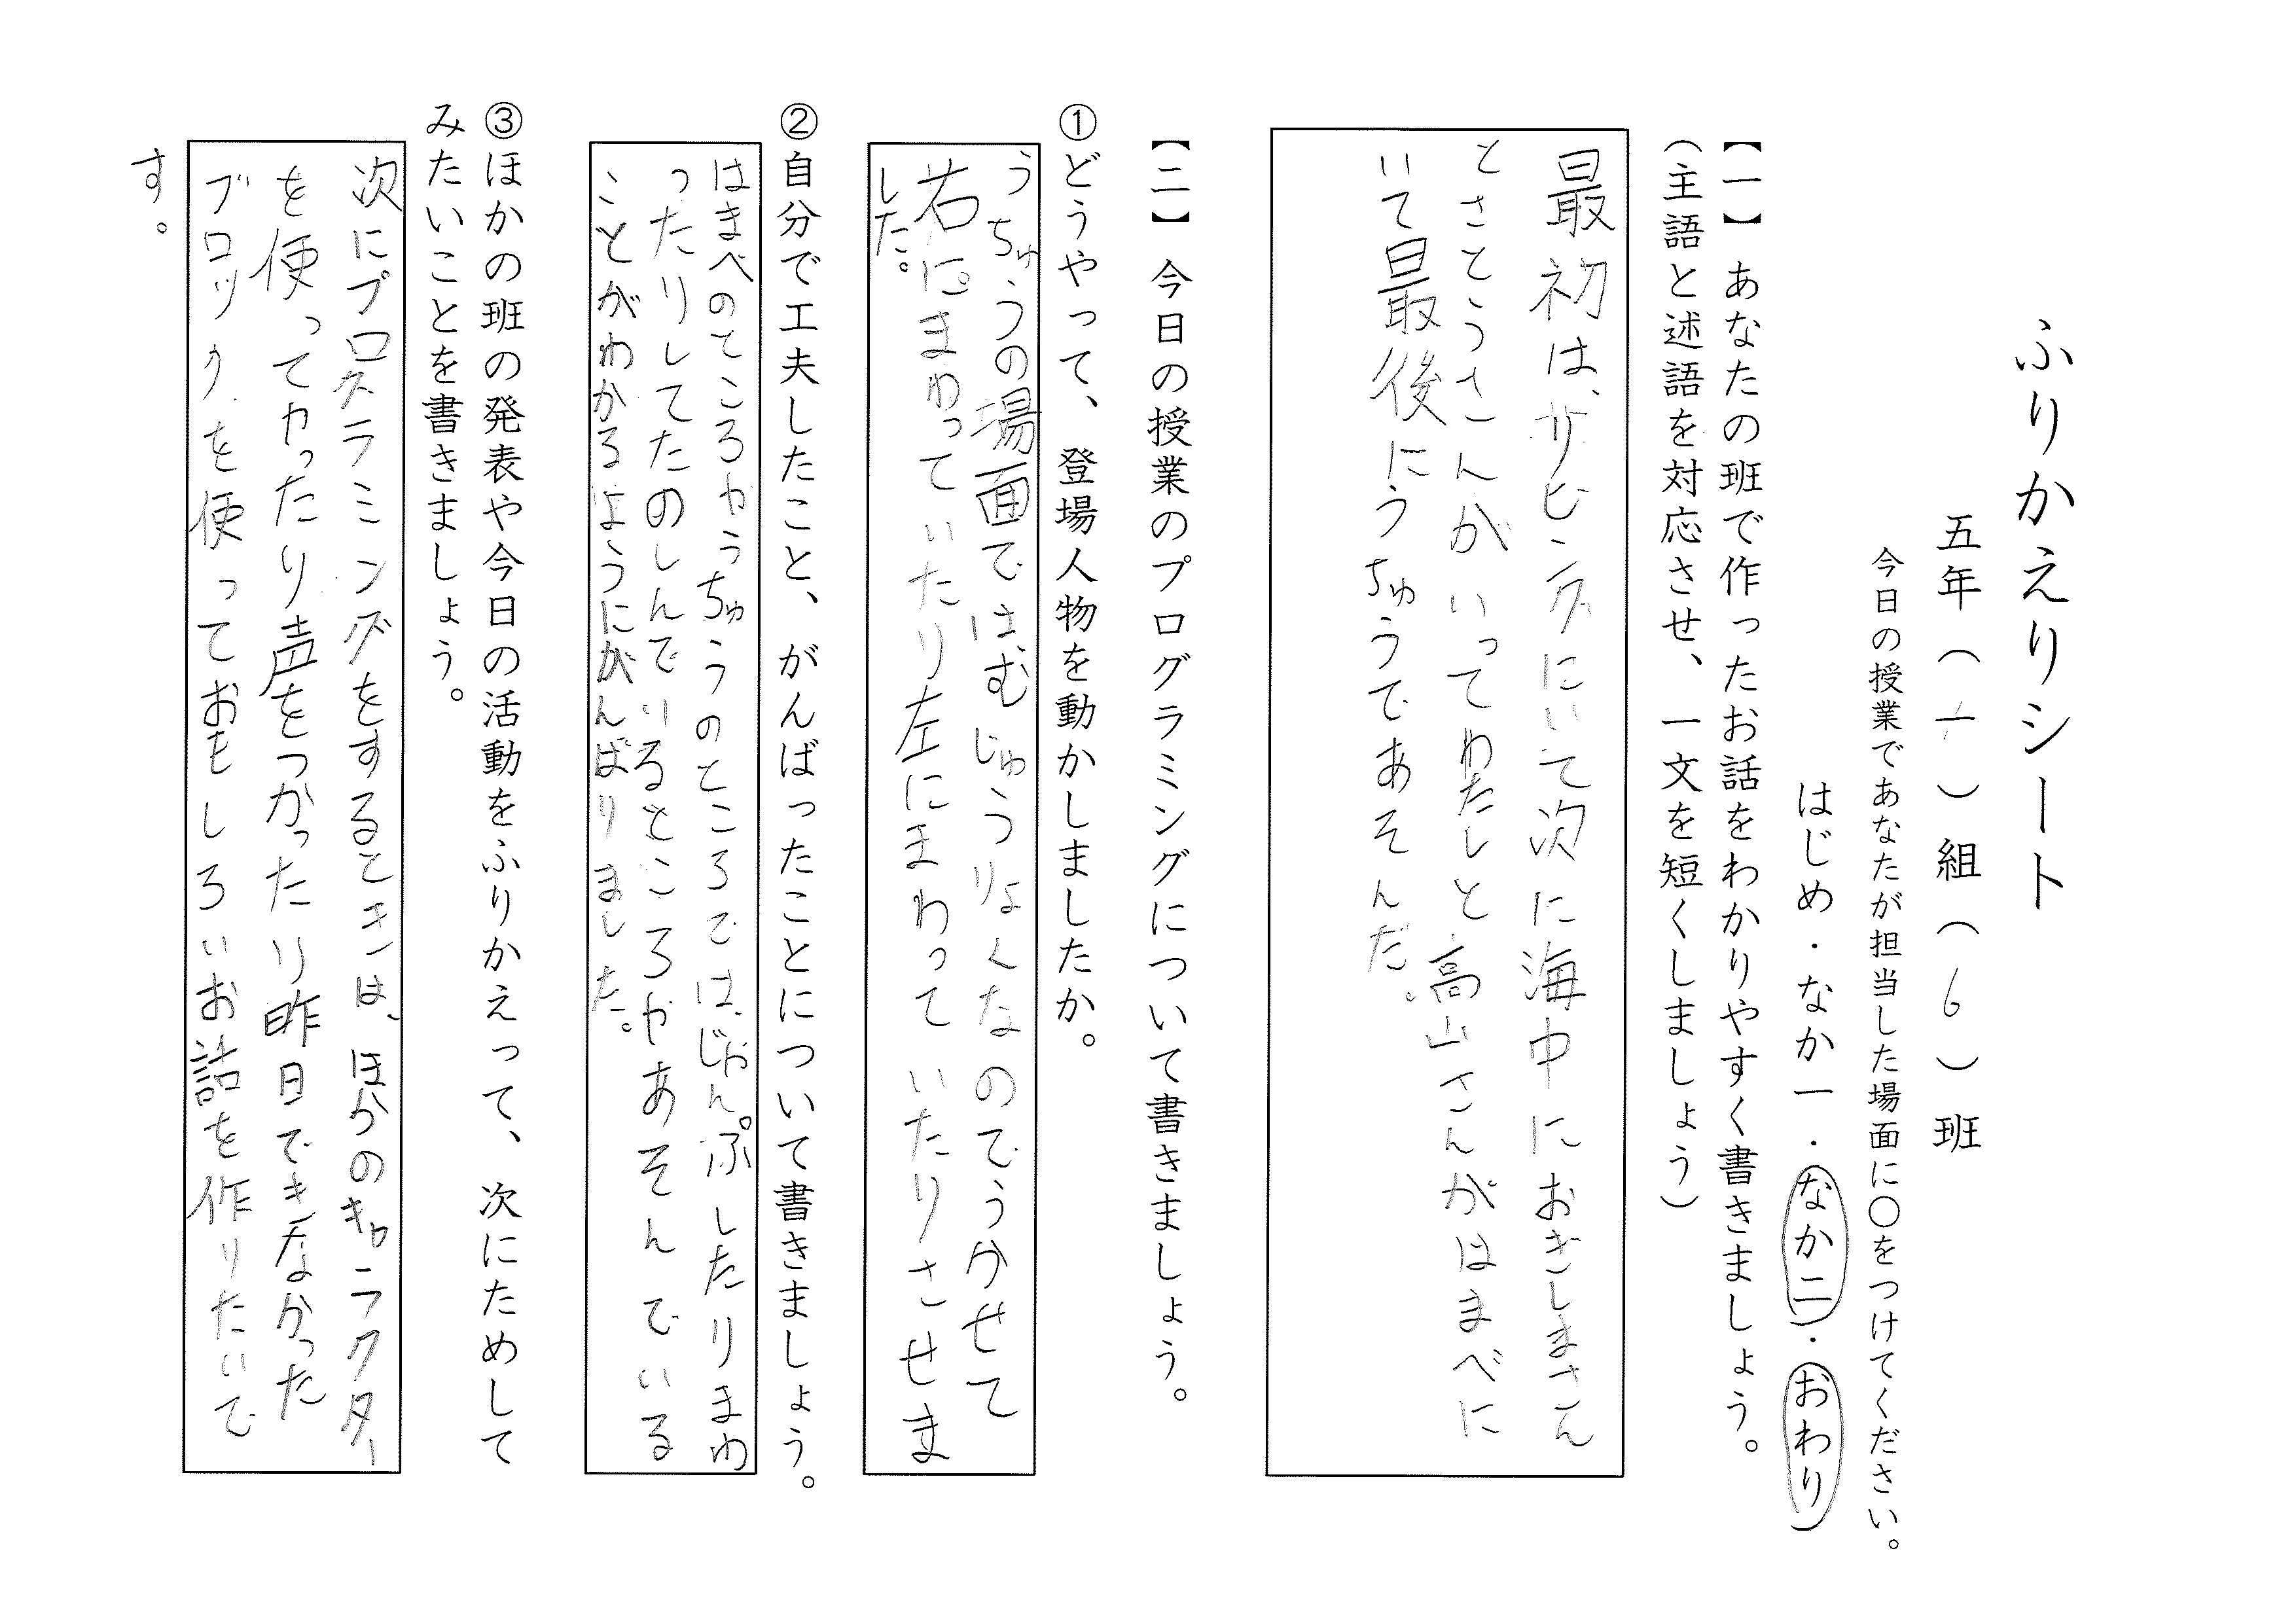 ふりかえりシート
五年（一）組（6）班
今日の授業であなたが担当した場面に○をつけてください。
はじめ・なか一・なか二・おわり
【一】あなたの班で作ったお話をわかりやすく書きましょう。
（主語と述語を対応させ、一文を短くしましょう）
最初は、サビングにいて次に海中におぎしまさん
とさとうさんがいってわたしと高山さんがはまべに
いて最後にうちゅうであそんだ。
【二】今日の授業のプログラミングについて書きましょう。
①どうやって、登場人物を動かしましたか。
うちゅうの場面ではむじゅうりょくなのでうかせて
右にまわっていたり左にまわっていたりさせま
した。
②自分で工夫したこと、がんばったことについて書きましょう。
はまべのところやうちゅうのところでは、じゃんぷしたりまわ
ったりしてたのしんでいるところやあそんでいる
ことがわかるようにがんばりました。
③ほかの班の発表や今日の活動をふりかえって、次にためして
みたいことを書きましょう。
次にプログラミングをするときは、ほかのキャラクター
を使ってやったり声をつかったり昨日できなかった
ブロックを使っておもしろいお話を作りたいで
す。